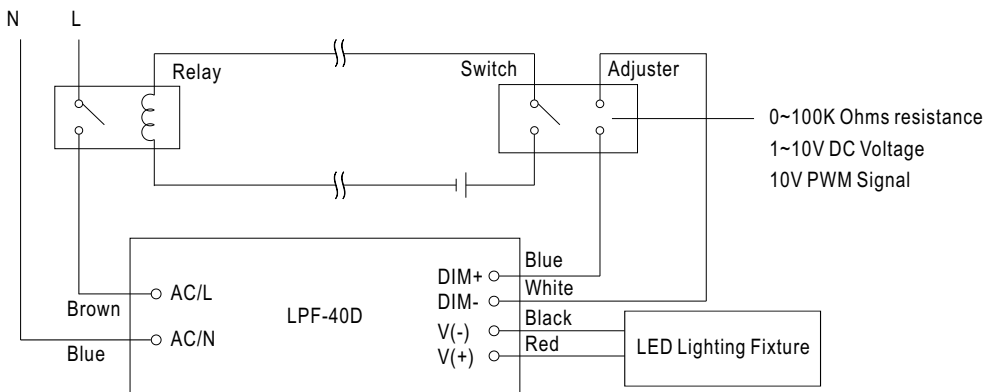 N
L
Relay
Switch
Adjuster
0~100K Ohms resistance
1~10V DC Voltage
10V PWM Signal
Brown
Blue
AC/L
AC/N
LPF-40D
DIM+
DIM-
V(-)
V(+)
Blue
White
Black
Red
LED Lighting Fixture